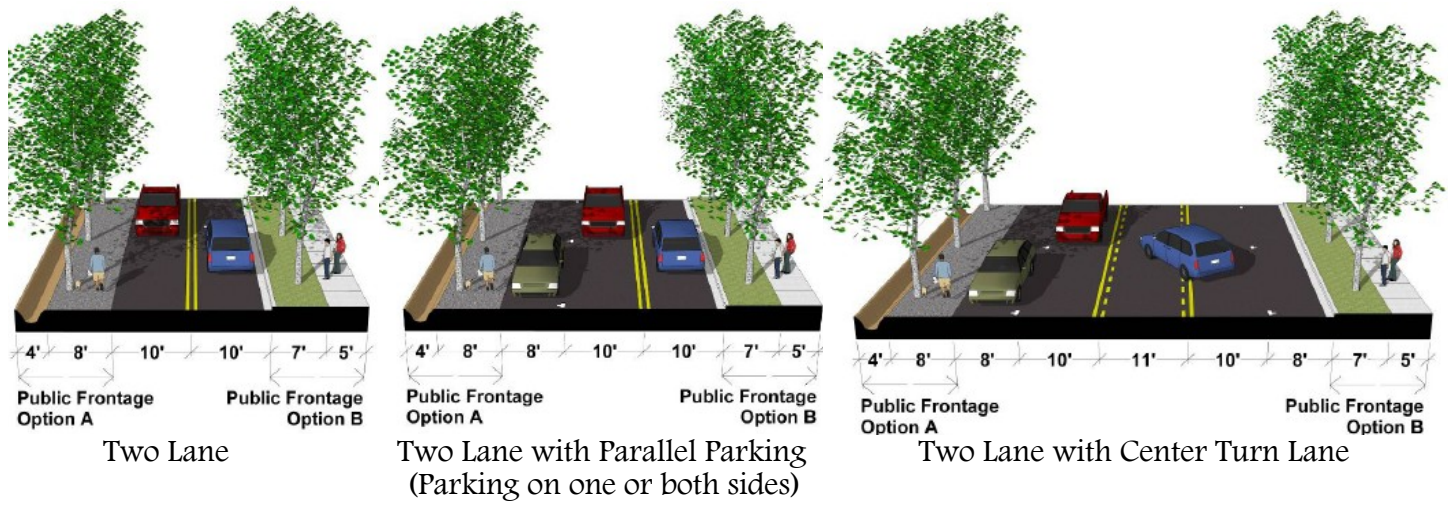 4' 8' 10' 10' 7' 5'
Public Frontage Option A
Public Frontage Option B
Two Lane
4' 8' 8' 10' 10' 7' 5'
Public Frontage Option A
Public Frontage Option B
Two Lane with Parallel Parking
(Parking on one or both sides)
4' 8' 8' 10' 11' 10' 8' 7' 5'
Public Frontage Option A
Public Frontage Option B
Two Lane with Center Turn Lane